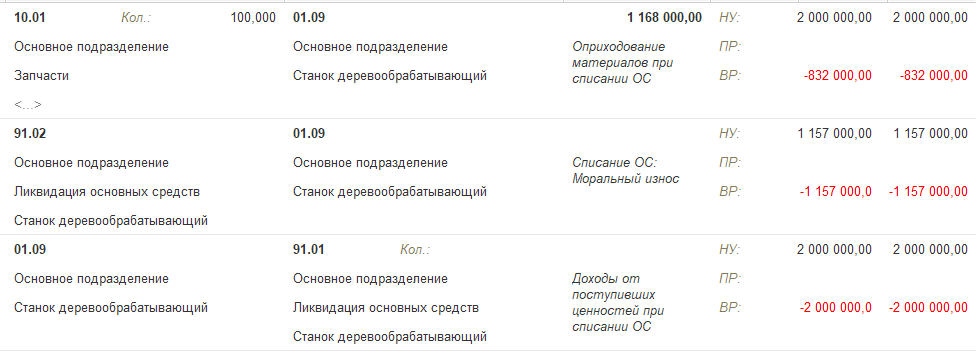 10.01 Кол.: 100,000 01.09 1 168 000,00 НУ: 2 000 000,00 2 000 000,00
Основное подразделение Основное подразделение Оприходование материалов при списании ОС ПР:
Запчасти Станок деревообрабатывающий ВР: -832 000,00 -832 000,00
<...>
91.02 01.09 НУ: 1 157 000,00 1 157 000,00
Основное подразделение Основное подразделение Списание ОС: Моральный износ ПР:
Ликвидация основных средств Станок деревообрабатывающий ВР: -1 157 000,0 -1 157 000,00
Станок деревообрабатывающий
01.09 91.01 Кол.: НУ: 2 000 000,00 2 000 000,00
Основное подразделение Основное подразделение Доходы от поступивших ценностей при списании ОС ПР:
Станок деревообрабатывающий Ликвидация основных средств ВР: -2 000 000,0 -2 000 000,00
Станок деревообрабатывающий